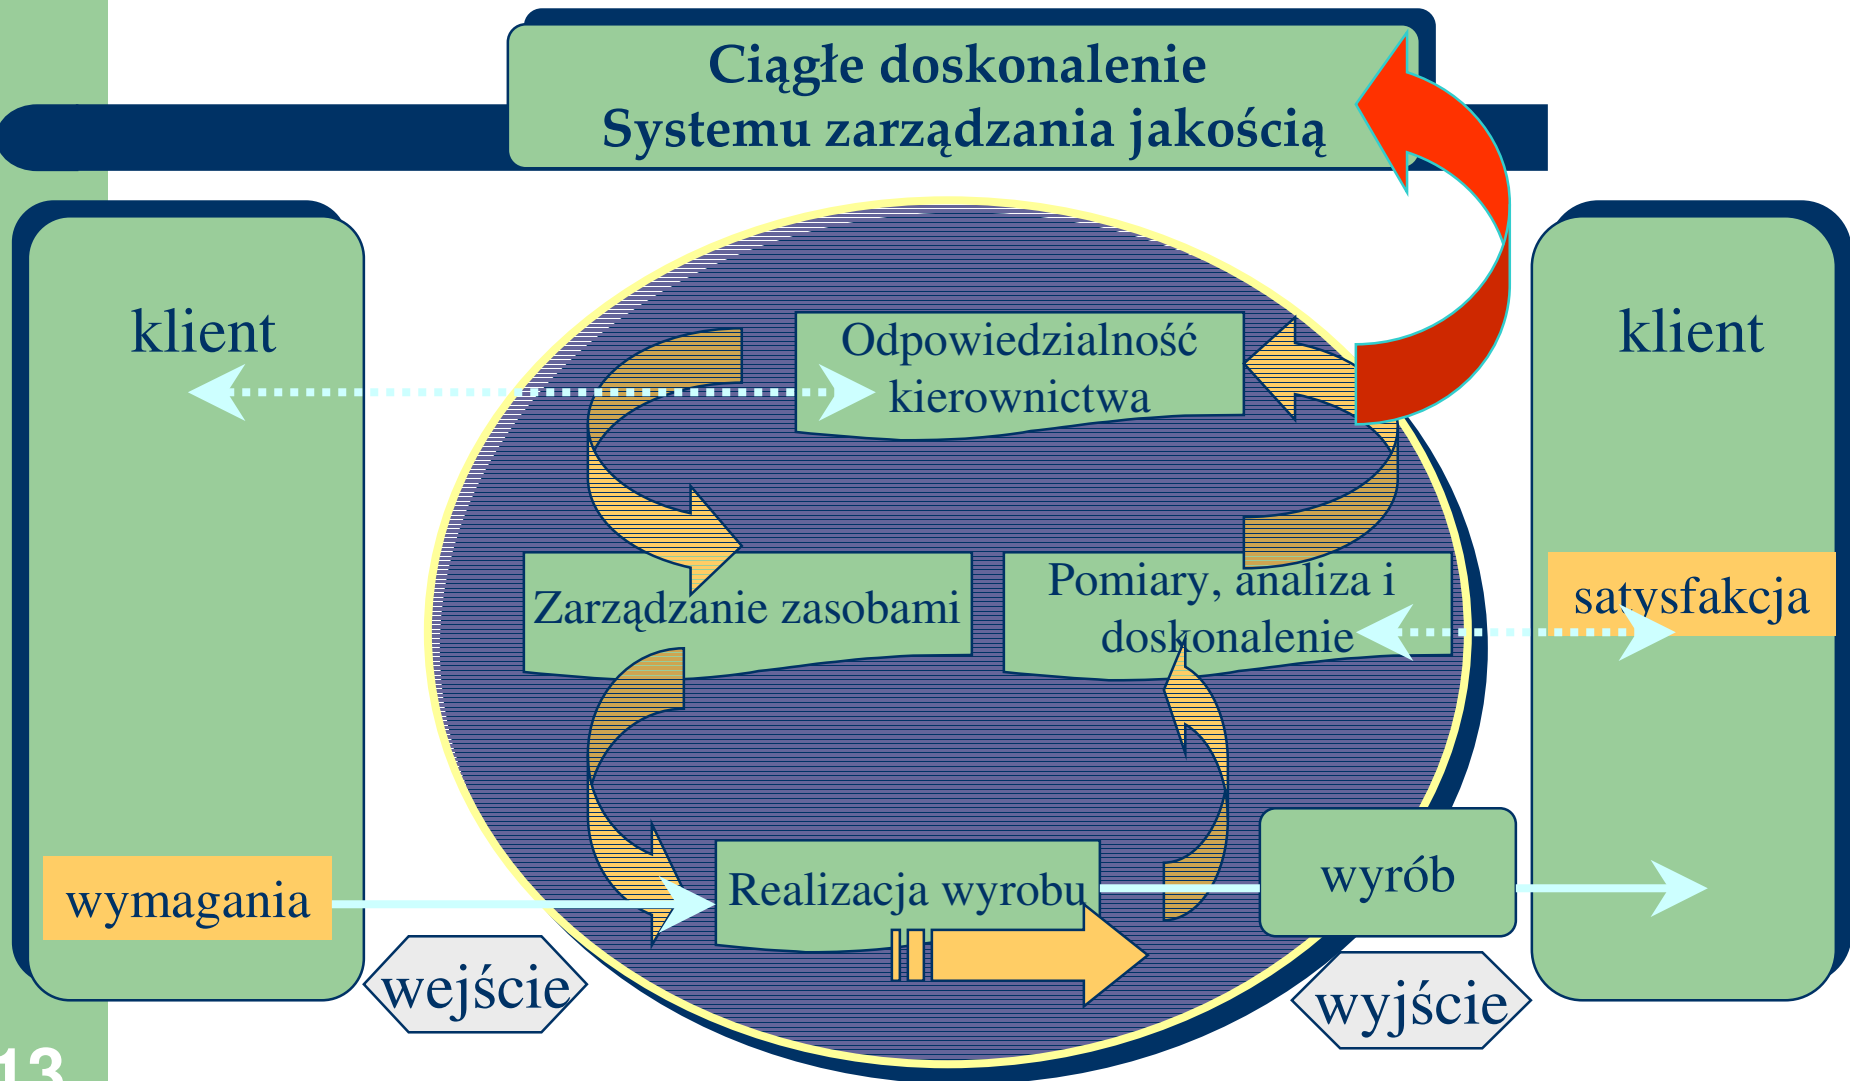 Ciągłe doskonalenie
Systemu zarządzania jakością
klient
klient
Odpowiedzialność
kierownictwa
Zarządzanie zasobami
Pomiary, analiza i
doskonalenie
satysfakcja
wymagania
Realizacja wyrobu
wyrób
wejście
wyjście
13